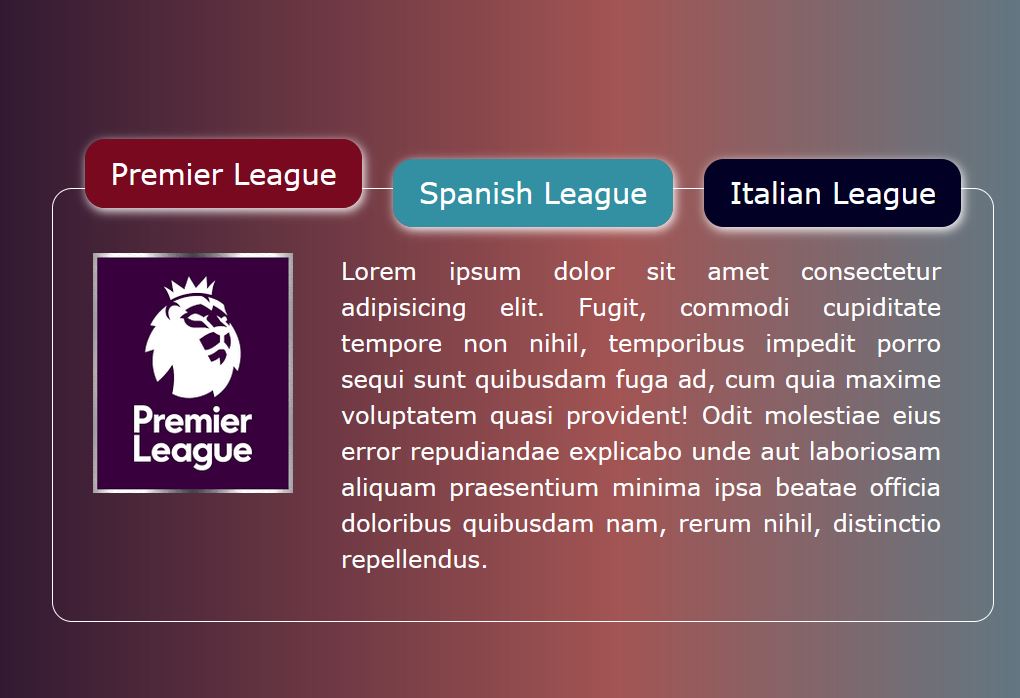 Premier League
Spanish League
Italian League
Premier
League
Lorem ipsum dolor sit amet consectetur
adipisicing elit. Fugit, commodi cupiditate
tempore non nihil, temporibus impedit porro
sequi sunt quibusdam fuga ad, cum quia maxime
voluptatem quasi provident! Odit molestiae eius
error repudiandae explicabo unde aut laboriosam
aliquam praesentium minima ipsa beatae officia
doloribus quibusdam nam, rerum nihil, distinctio
repellendus.